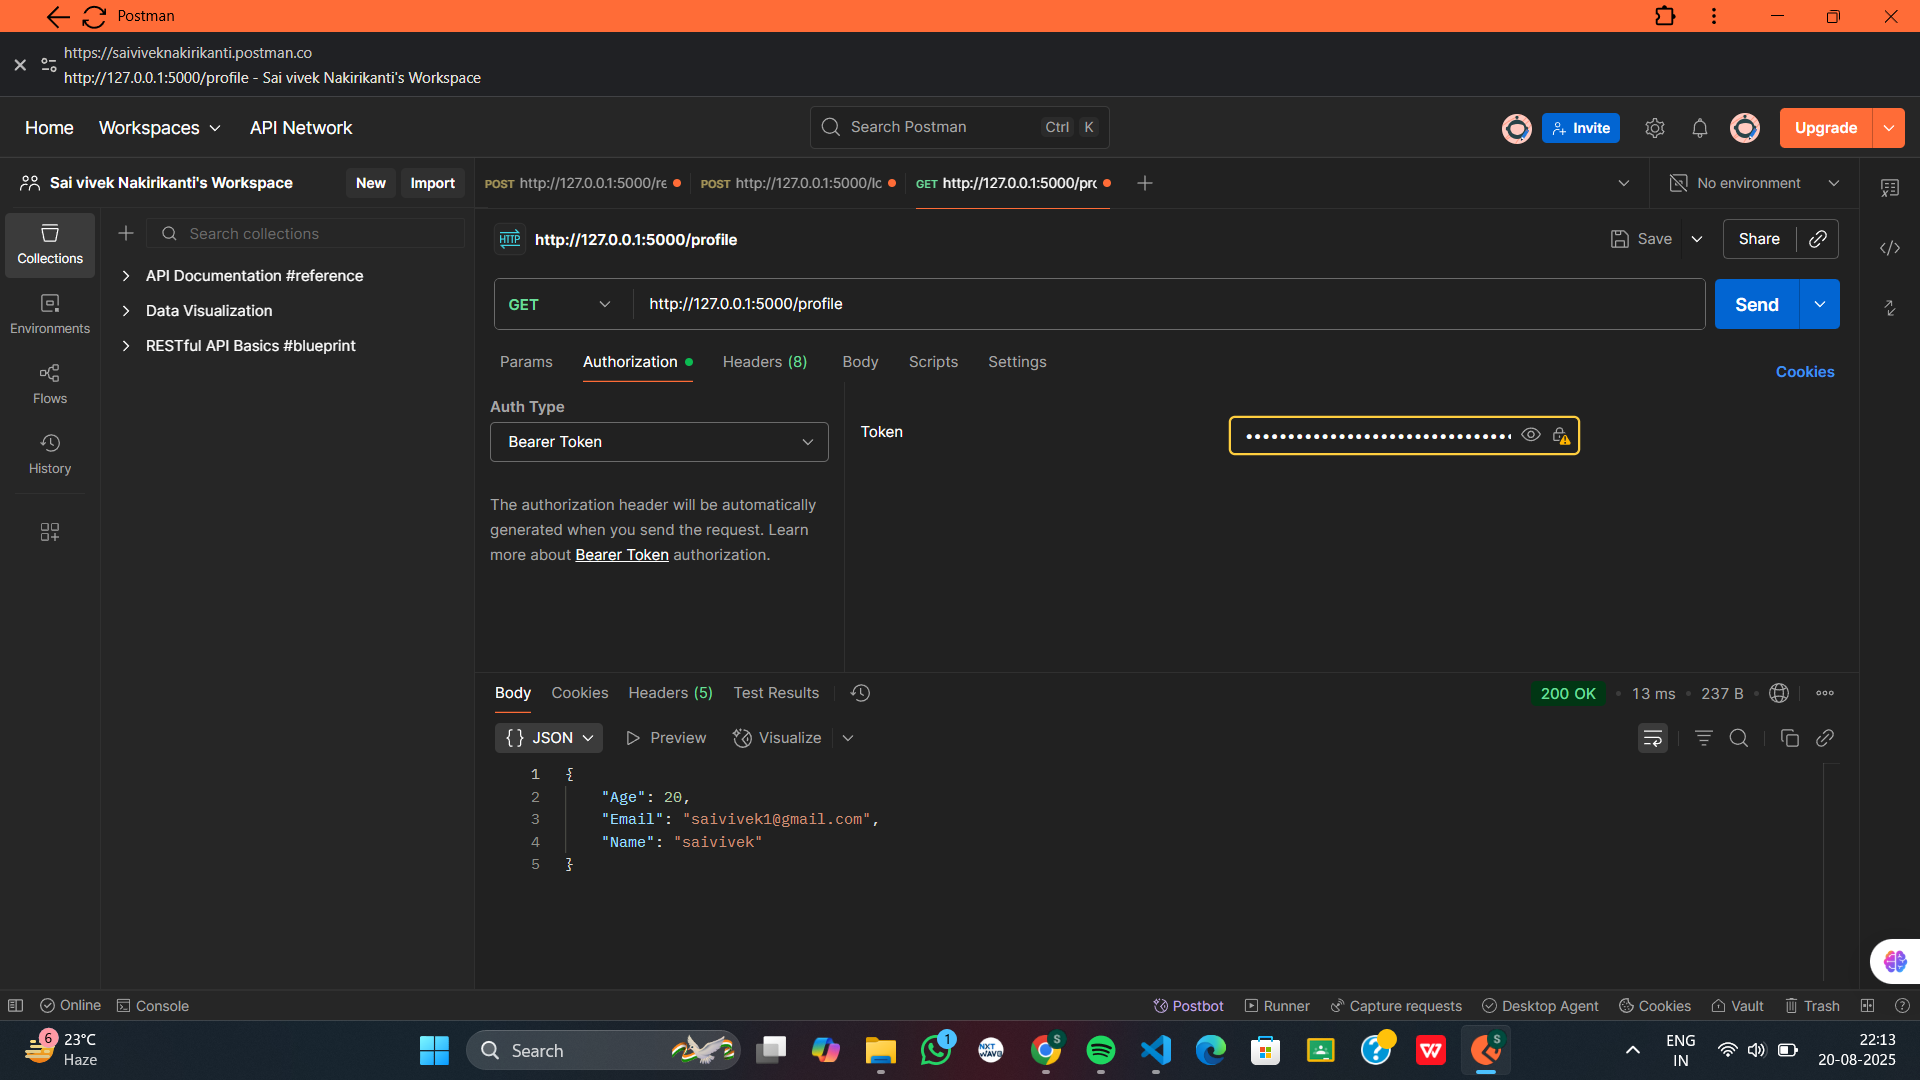 Postman
https://saiviveknakirikanti.postman.co
http://127.0.0.1:5000/profile - Sai vivek Nakirikanti's Workspace
Home Workspaces API Network
Search Postman Ctrl K
Invite Upgrade
Sai vivek Nakirikanti's Workspace New Import
POST http://127.0.0.1:5000/re POST http://127.0.0.1:5000/lo GET http://127.0.0.1:5000/pro
No environment
Search collections
Collections
Environments
Flows
History
API Documentation #reference
Data Visualization
RESTful API Basics #blueprint
HTTP http://127.0.0.1:5000/profile Save Share
GET http://127.0.0.1:5000/profile Send
Params Authorization Headers (8) Body Scripts Settings Cookies
Auth Type
Bearer Token
The authorization header will be automatically
generated when you send the request. Learn
more about Bearer Token authorization.
Token
Body Cookies Headers (5) Test Results 200 OK 13 ms 237 B
{} JSON Preview Visualize
1 {
2 "Age": 20,
3 "Email": "saivivek1@gmail.com",
4 "Name": "saivivek"
5 }
Online Console Postbot Runner Capture requests Desktop Agent Cookies Vault Trash
6 23°C
Haze
Search
1
NXT
WAVE
S
S
ENG
IN
22:13
20-08-2025